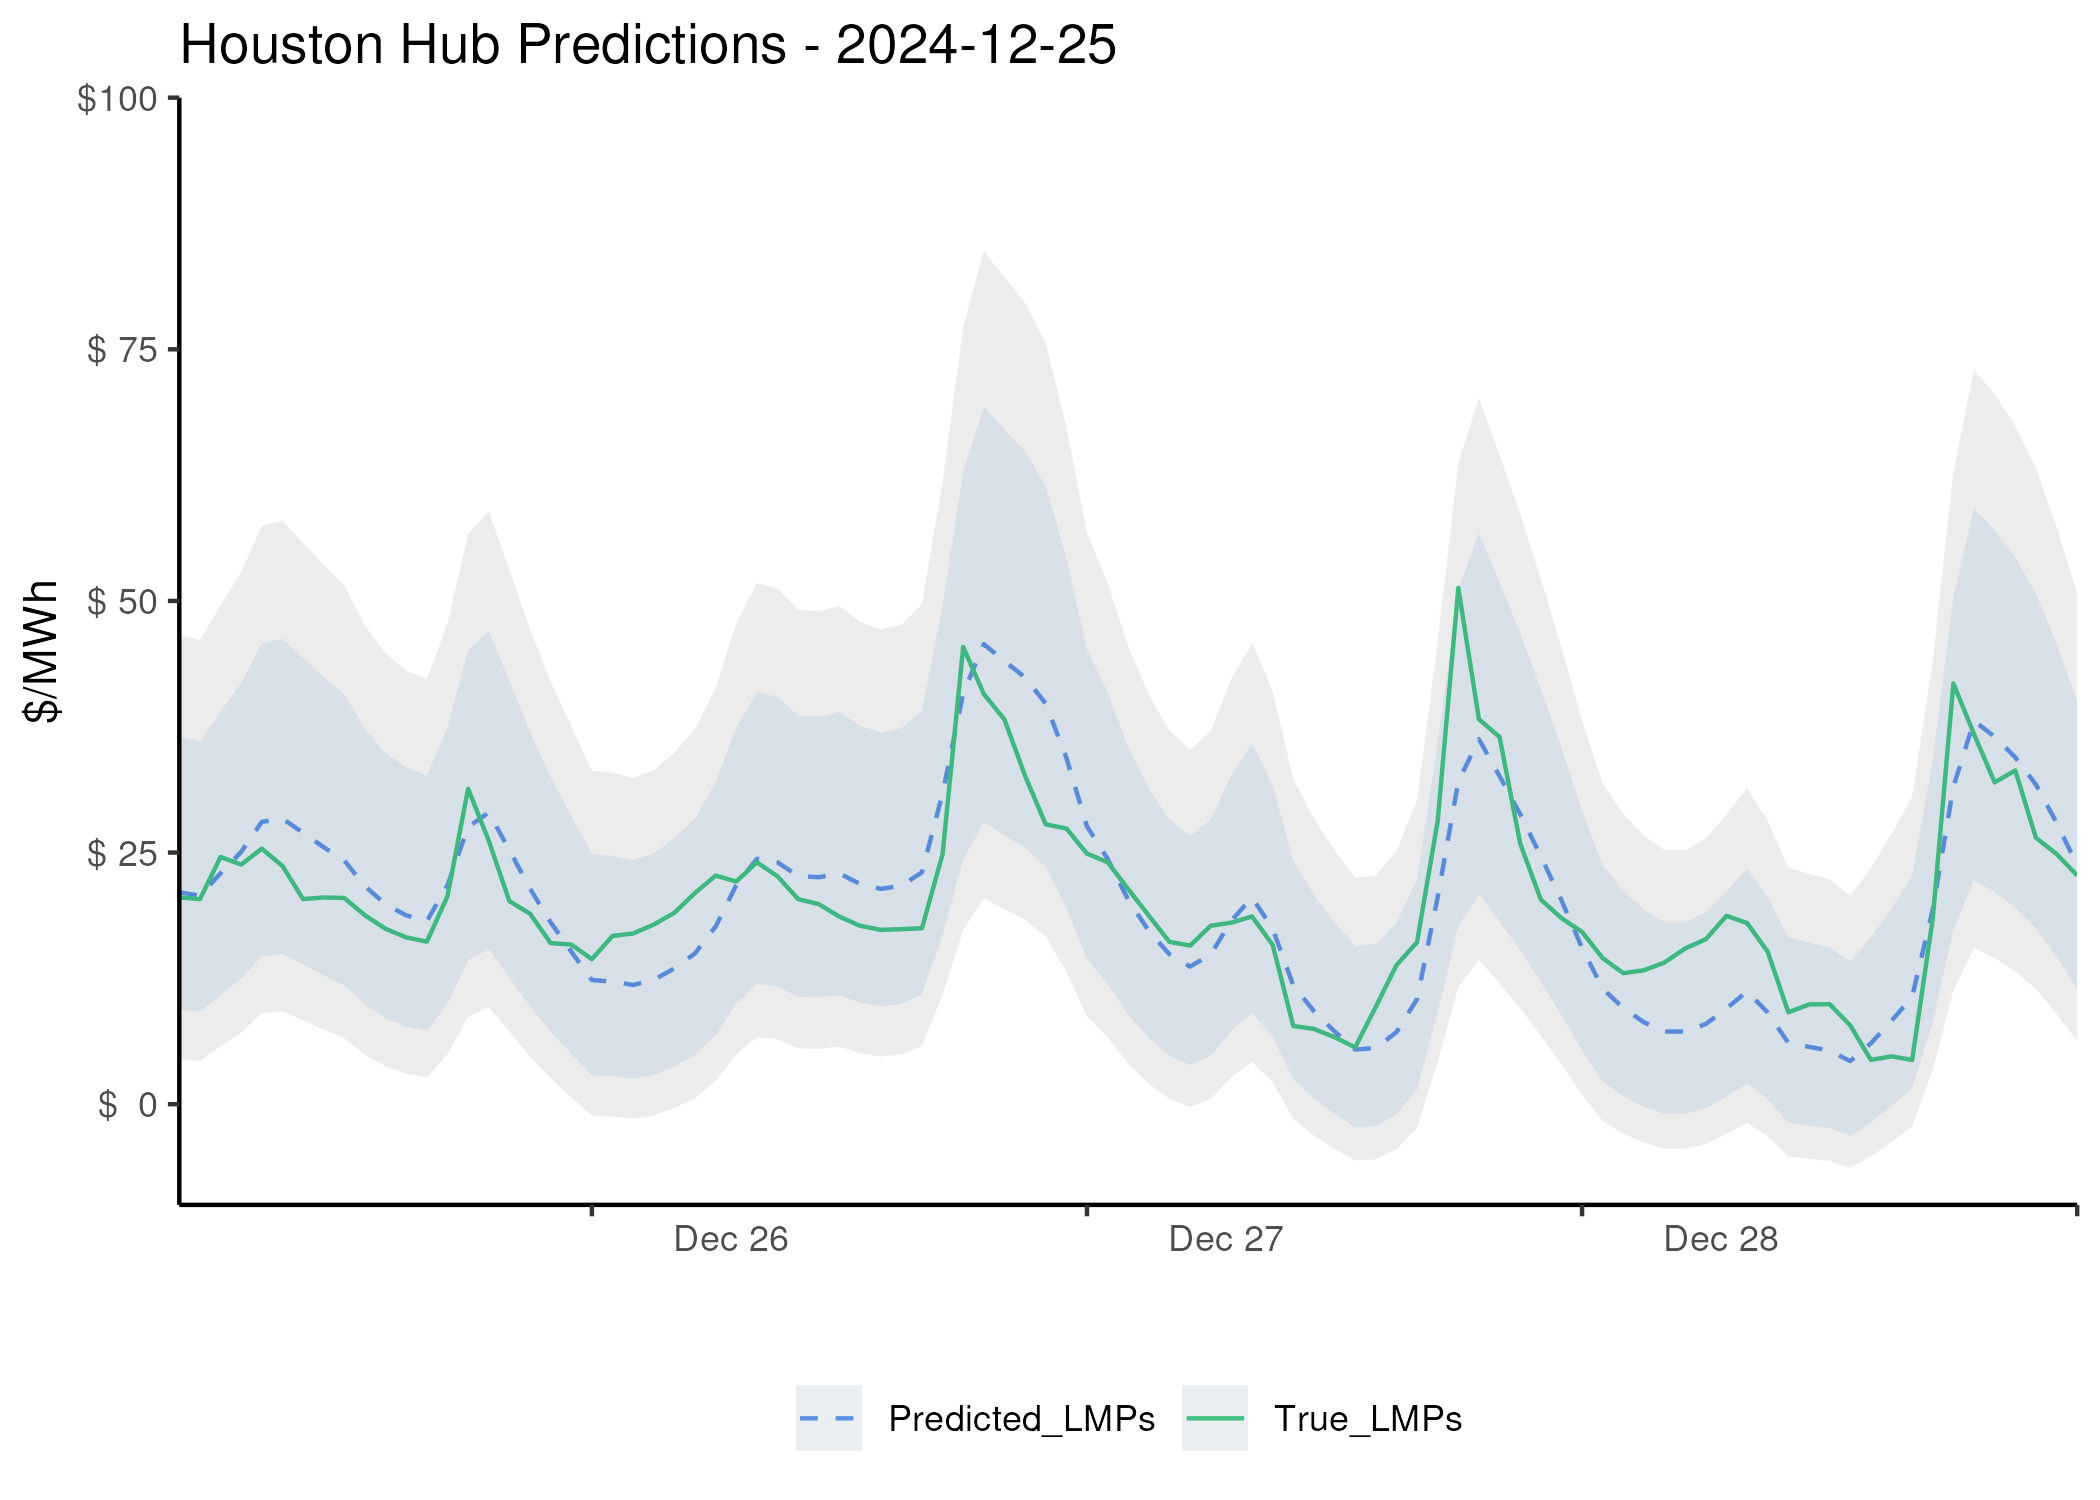 Houston Hub Predictions - 2024-12-25
$100
$ 75
$ 50
$ 25
$ 0
$/MWh
Dec 26 Dec 27 Dec 28
Predicted_LMPs True_LMPs